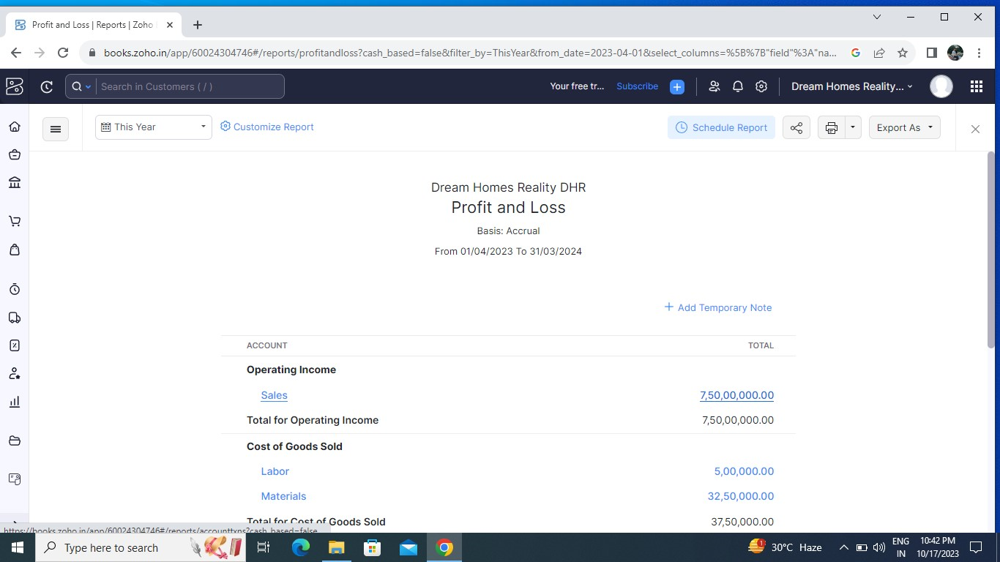 Profit and Loss | Reports | Zoho
books.zoho.in/app/60024304746#/reports/profitandloss?cash_based=false&filter_by=ThisYear&from_date=2023-04-01&select_columns=%5B%7B"field"%3A"na...
Search in Customers ( / )
Your free tr... Subscribe
Dream Homes Reality...
This Year
Customize Report
Schedule Report
Export As
Dream Homes Reality DHR
Profit and Loss
Basis: Accrual
From 01/04/2023 To 31/03/2024
+ Add Temporary Note
ACCOUNT TOTAL
Operating Income
Sales 7,50,00,000.00
Total for Operating Income 7,50,00,000.00
Cost of Goods Sold
Labor 5,00,000.00
Materials 32,50,000.00
Total for Cost of Goods Sold 37,50,000.00
https://books.zoho.in/app/60024304746#/reports/accounttxns?cash_based=false
Type here to search
1
30°C Haze
ENG
IN
10:42 PM
10/17/2023